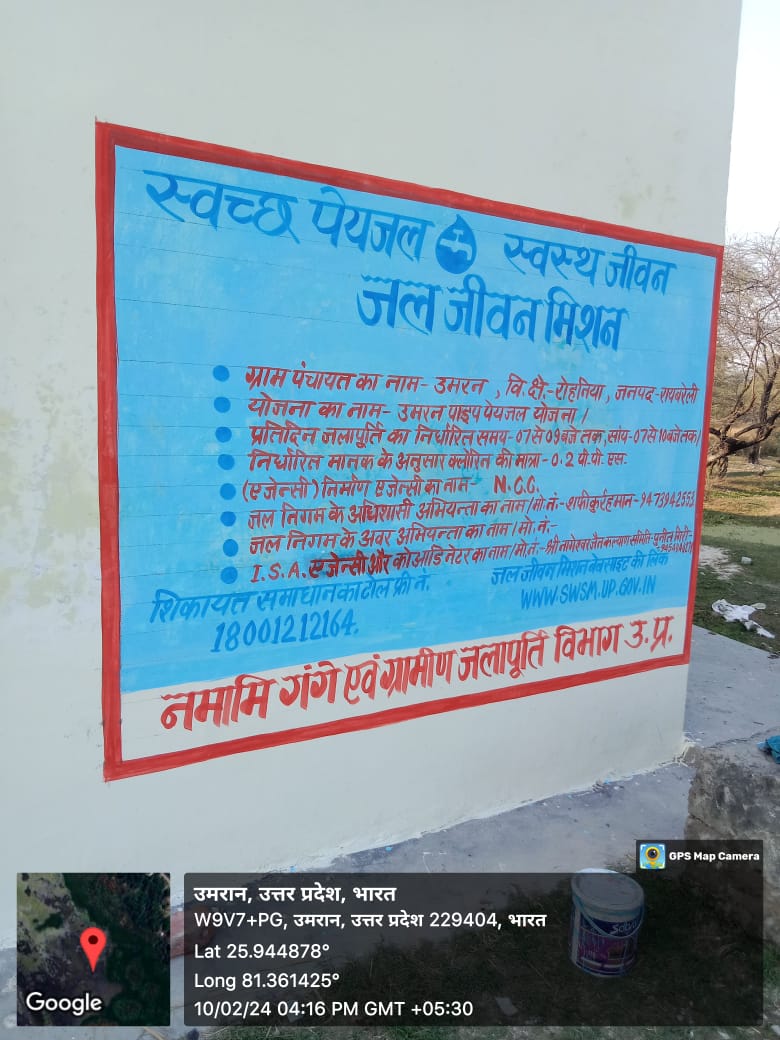 स्वच्छ पेयजल स्वस्थ जीवन
जल जीवन मिशन
ग्राम पंचायत का नाम- उमरन , वि.क्षे.- रोहनिया , जनपद- रायबरेली
योजना का नाम- उमरन पाइप पेयजल योजना /
प्रतिदिन जलापूर्ति का निर्धारित समय-07 से 09 बजे तक, सांय-07 से 10 बजे तक/
निर्धारित मानक के अनुसार क्लोरिन की मात्रा-0.2 पी.पी.एम.
(एजेन्सी) निर्माण एजेन्सी का नाम- N.C.C.
जल निगम के अधिशासी अभियन्ता का नाम/मो.नं.-शफीकुर्रहमान-9473942552
जल निगम के अवर अभियन्ता का नाम/मो.नं.-
I.S.A. एजेन्सी और कोआडिनेटर का नाम/मो.नं.-श्री
शिकायत समाधान का टोल फ्री नं.
18001212164.
जल जीवन मिशन बेवसाइट की लिंक
WWW.SWSM.UP.GOV.IN
नमामि गंगे एवं ग्रामीण जलापूर्ति विभाग उ.प्र.
GPS Map Camera
उमरान, उत्तर प्रदेश, भारत
W9V7+PG, उमरान, उत्तर प्रदेश 229404, भारत
Lat 25.944878°
Long 81.361425°
10/02/24 04:16 PM GMT +05:30
Google